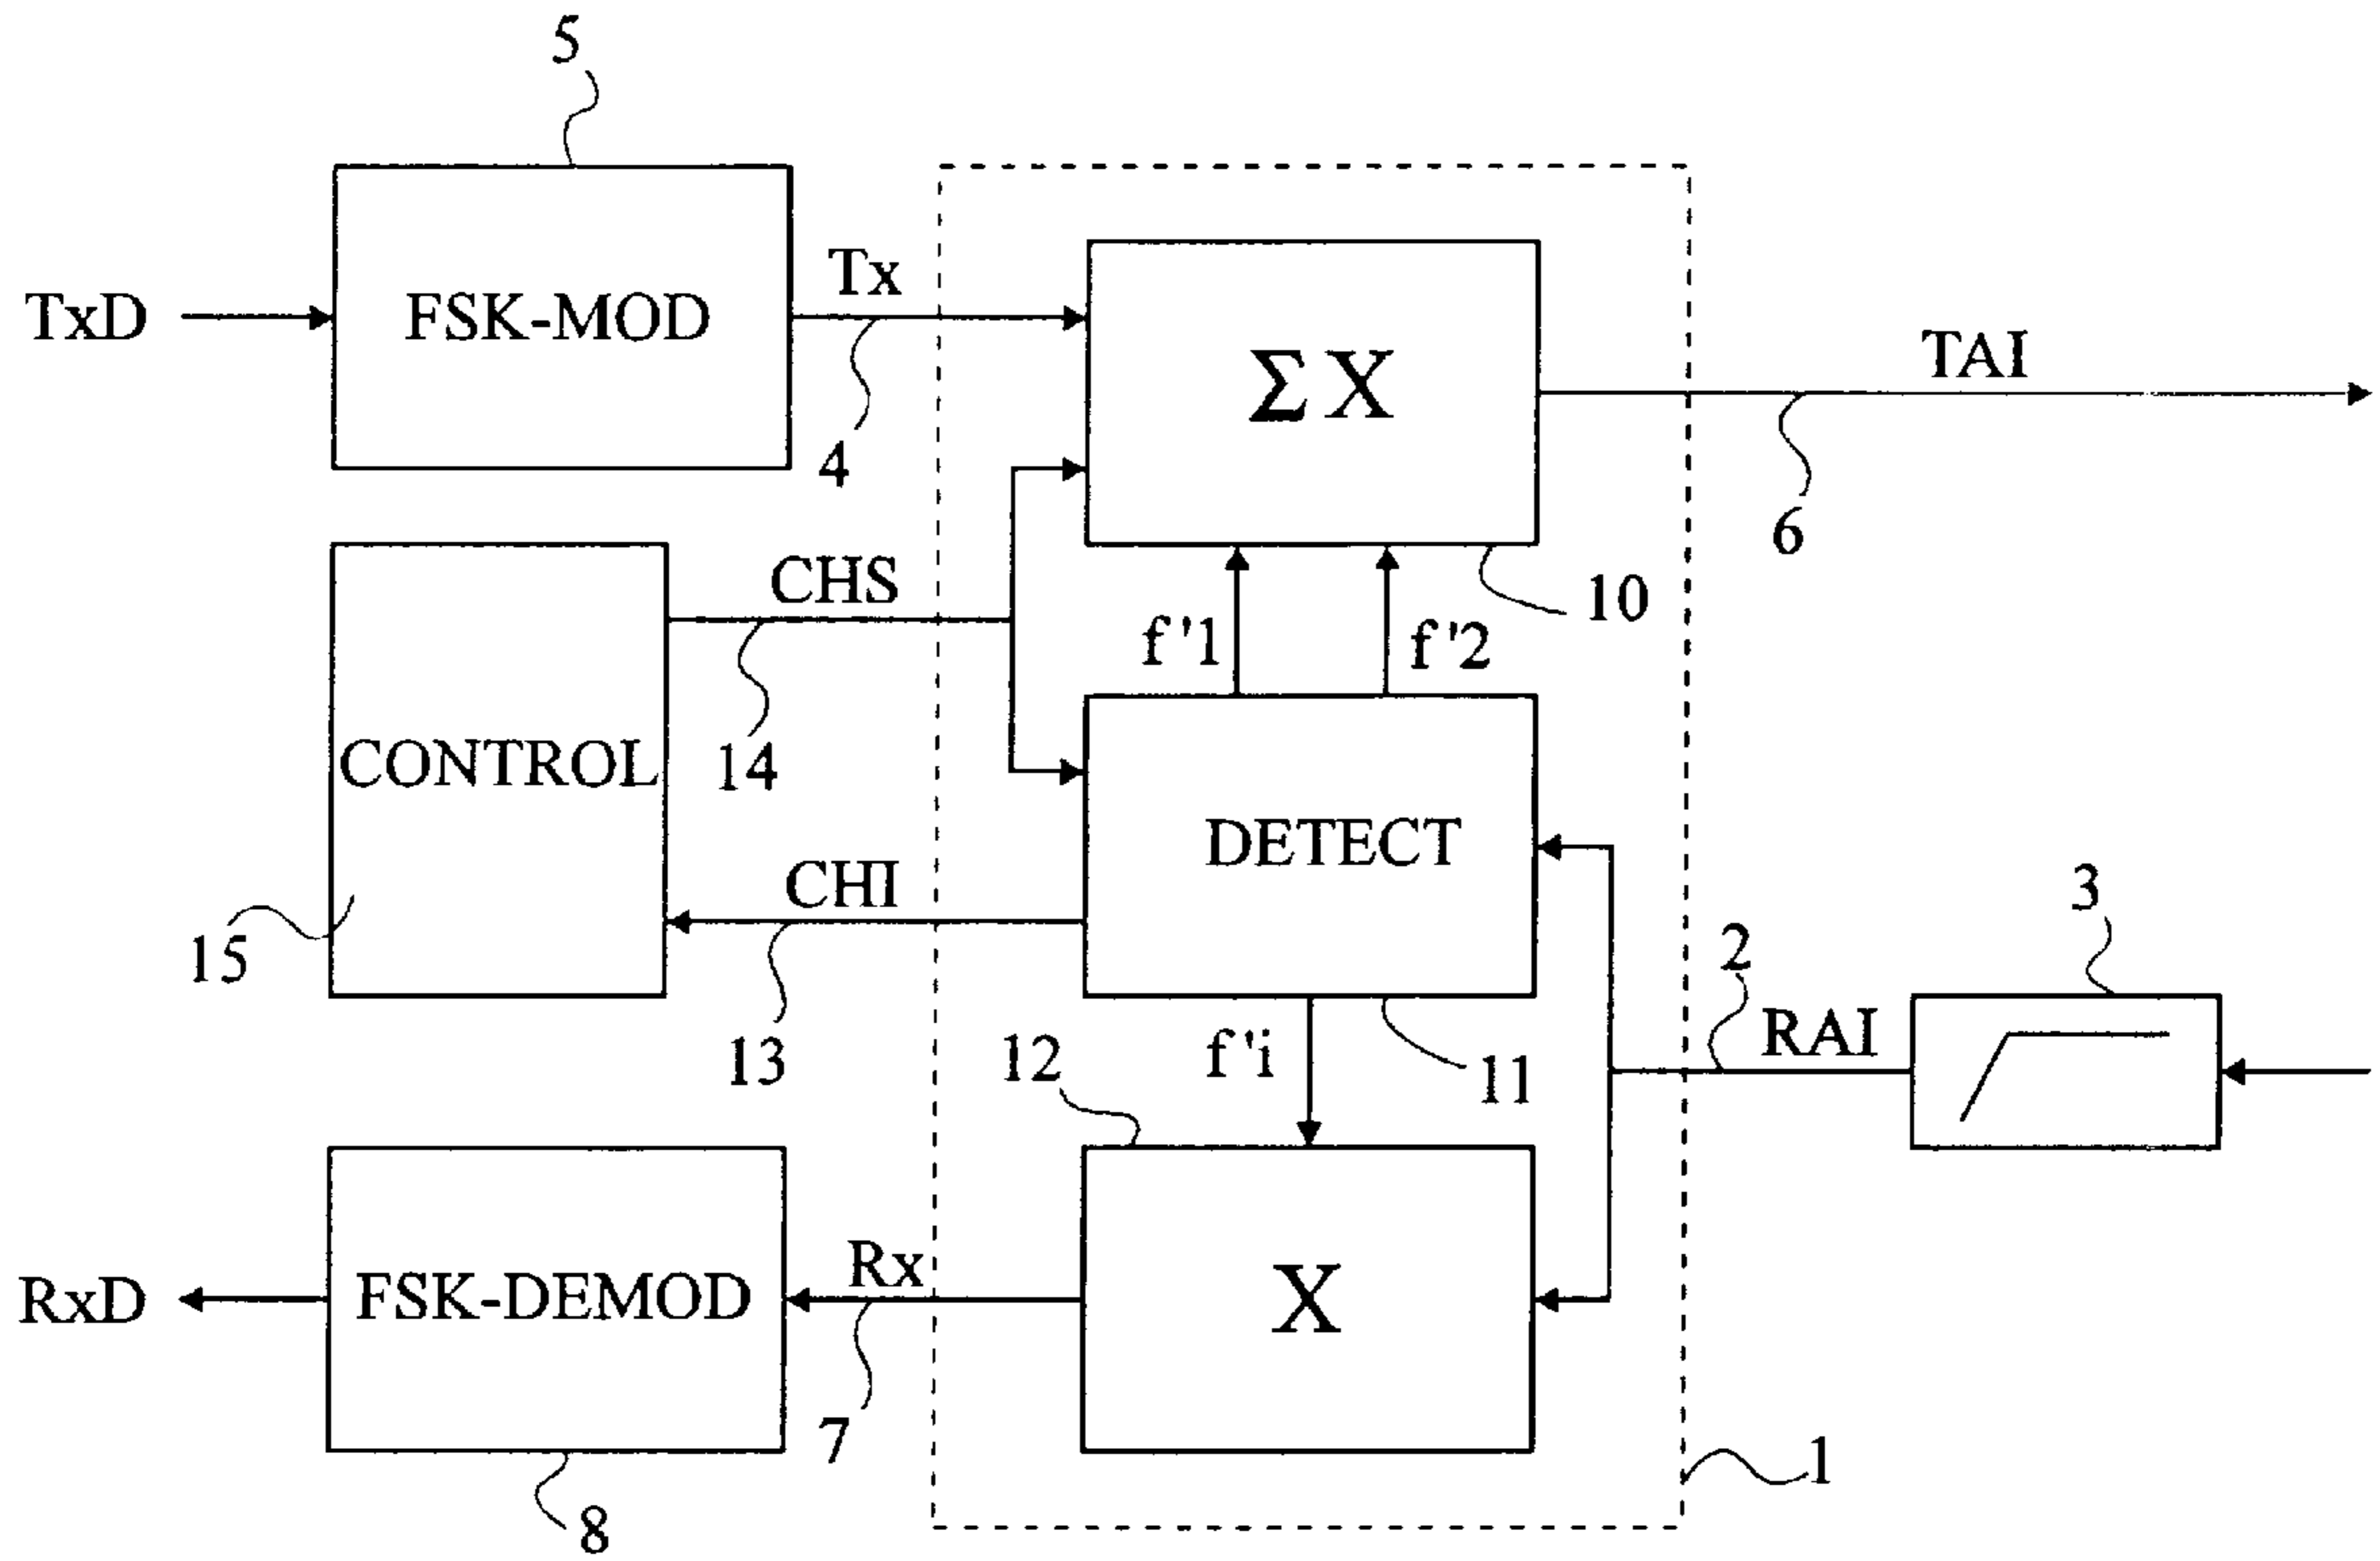 5
TxD
FSK-MOD
Tx
4
ΣX
TAI
6
10
CHS
14
f'1
f'2
CONTROL
15
DETECT
CHI
13
3
2
RAI
12
f'i
11
RxD
FSK-DEMOD
Rx
7
X
1
8